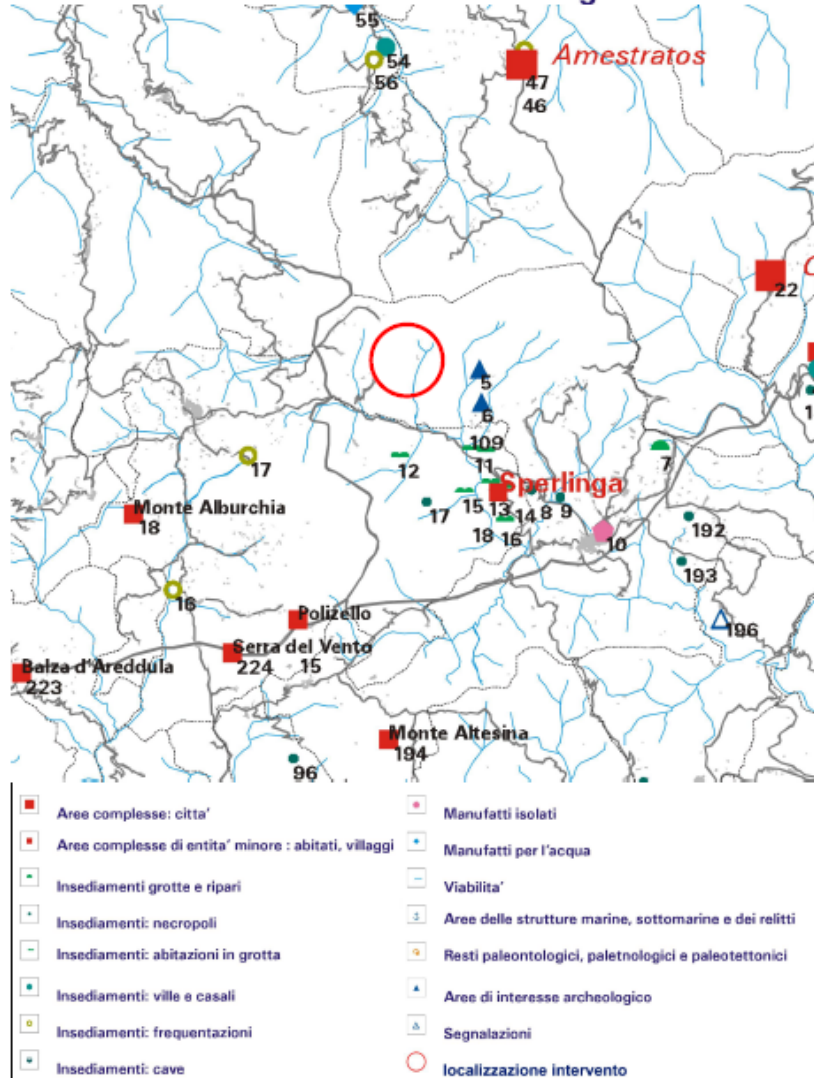 55
54
56
Amestratos
47
46
22
5
6
109
11
12
7
17
Sperlinga
Monte Alburchia
18
17
15
13
14
8
9
18
16
10
192
193
16
196
Polizello
15
Serra del Vento
224
Balza d'Areddula
223
Monte Altesina
194
96
Aree complesse: citta'
Aree complesse di entita' minore : abitati, villaggi
Insediamenti grotte e ripari
Insediamenti: necropoli
Insediamenti: abitazioni in grotta
Insediamenti: ville e casali
Insediamenti: frequentazioni
Insediamenti: cave
Manufatti isolati
Manufatti per l'acqua
Viabilita'
Aree delle strutture marine, sottomarine e dei relitti
Resti paleontologici, paletnologici e paleotettonici
Aree di interesse archeologico
Segnalazioni
localizzazione intervento